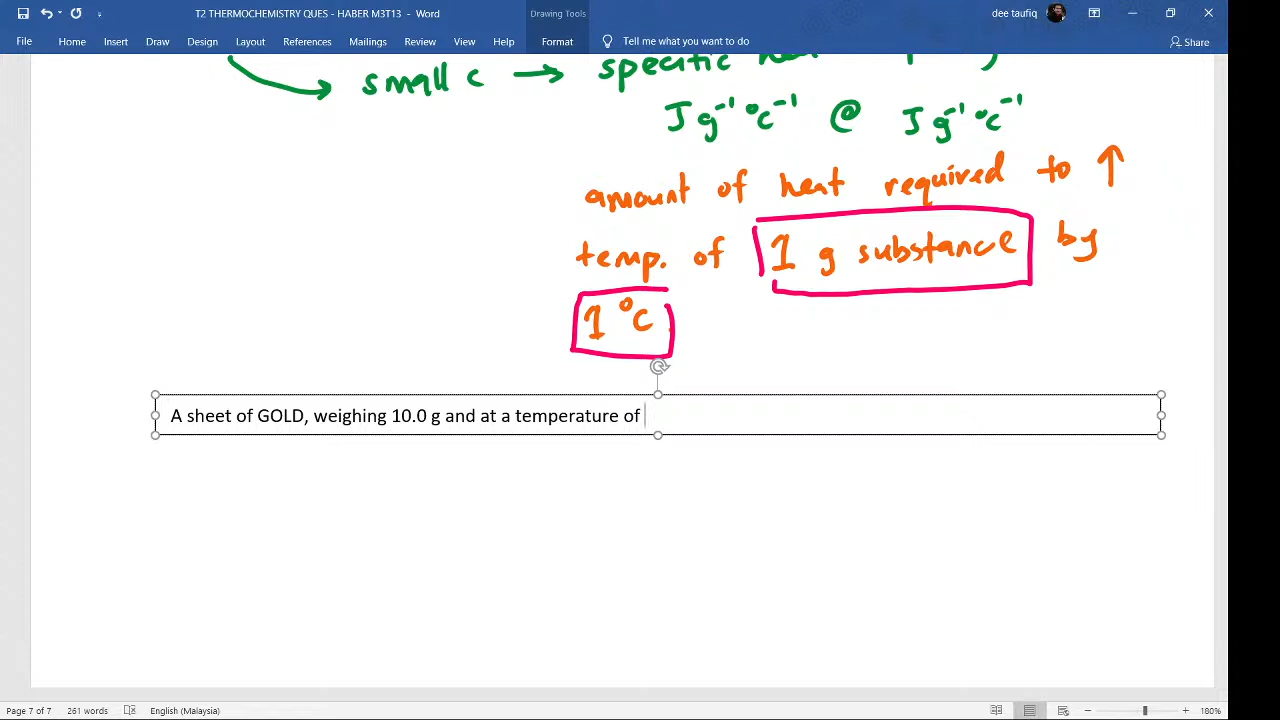 T2 THERMOCHEMISTRY QUES - HABER M3T13 - Word
Drawing Tools
dee taufiq
File Home Insert Draw Design Layout References Mailings Review View Help Format Tell me what you want to do Share
small c → specific
J g⁻¹ °C⁻¹ @ J g⁻¹ °C⁻¹
amount of heat required to ↑
temp. of 1 g substance by
1 °C
A sheet of GOLD, weighing 10.0 g and at a temperature of
Page 7 of 7 261 words English (Malaysia) 180%